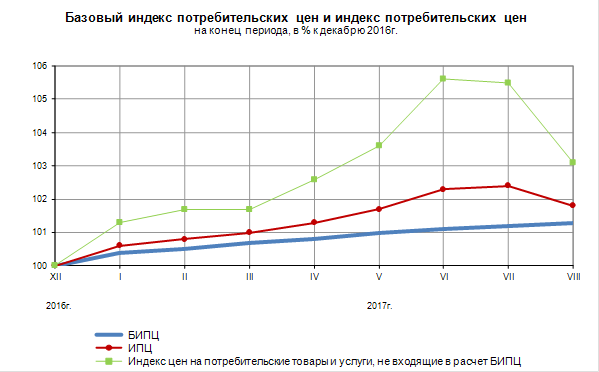 Базовый индекс потребительских цен и индекс потребительских цен
на конец периода, в % к декабрю 2016г.
106
105
104
103
102
101
100
XII I II III IV V VI VII VIII
2016г. 2017г.
БИПЦ
ИПЦ
Индекс цен на потребительские товары и услуги, не входящие в расчет БИПЦ